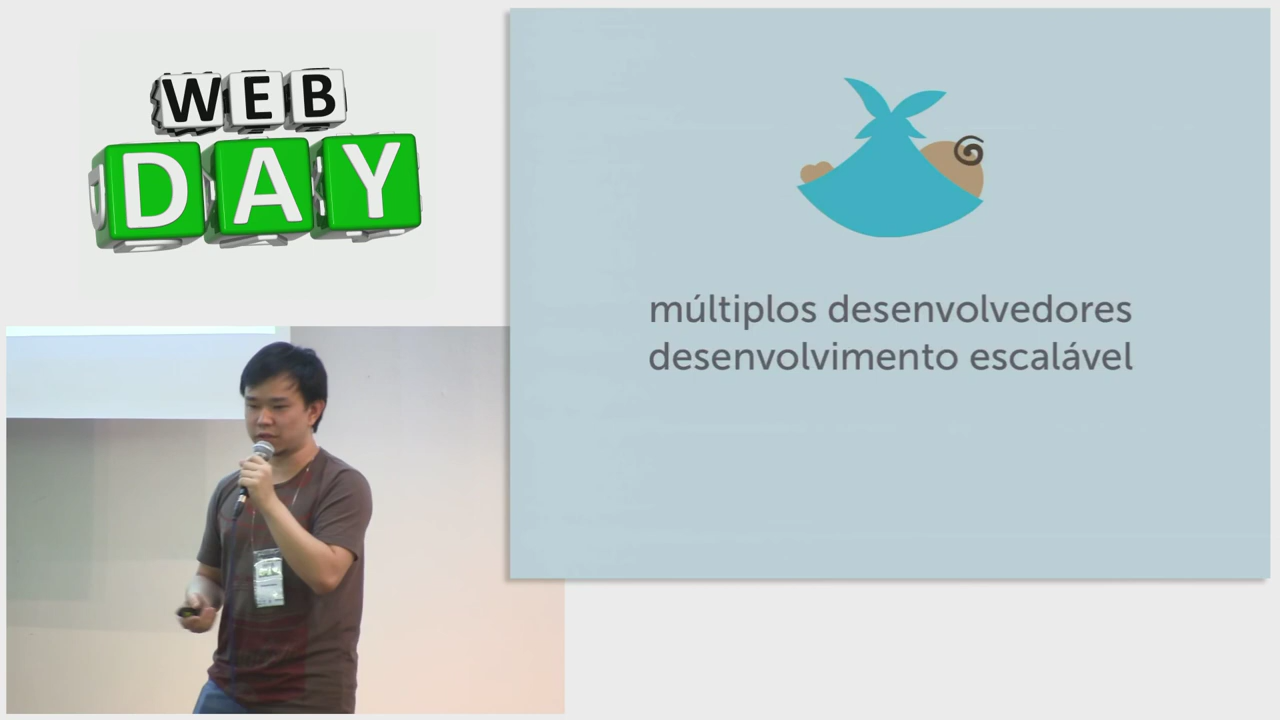 WEB
DAY
múltiplos desenvolvedores
desenvolvimento escalável